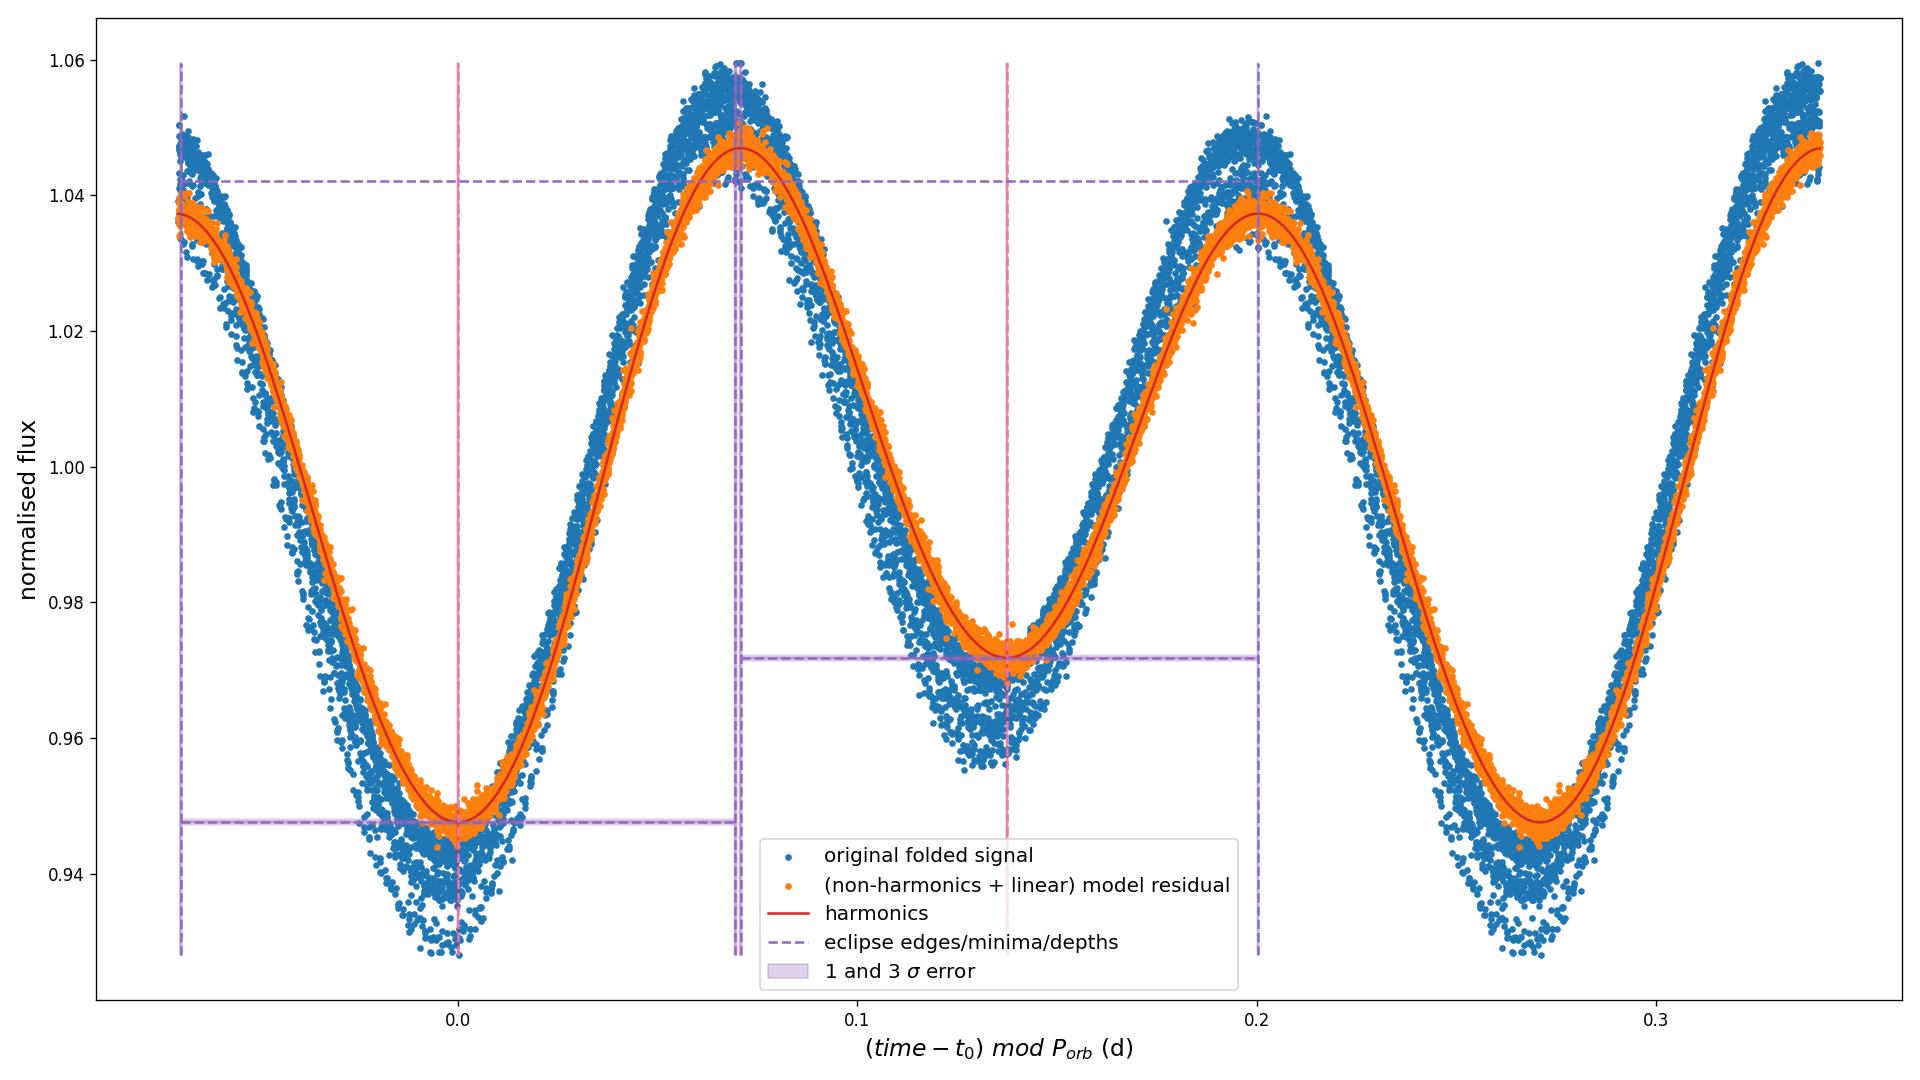 normalised flux
1.06
1.04
1.02
1.00
0.98
0.96
0.94
original folded signal
(non-harmonics + linear) model residual
harmonics
eclipse edges/minima/depths
1 and 3 σ error
0.0 0.1 0.2 0.3
(time − t₀) mod P_orb (d)